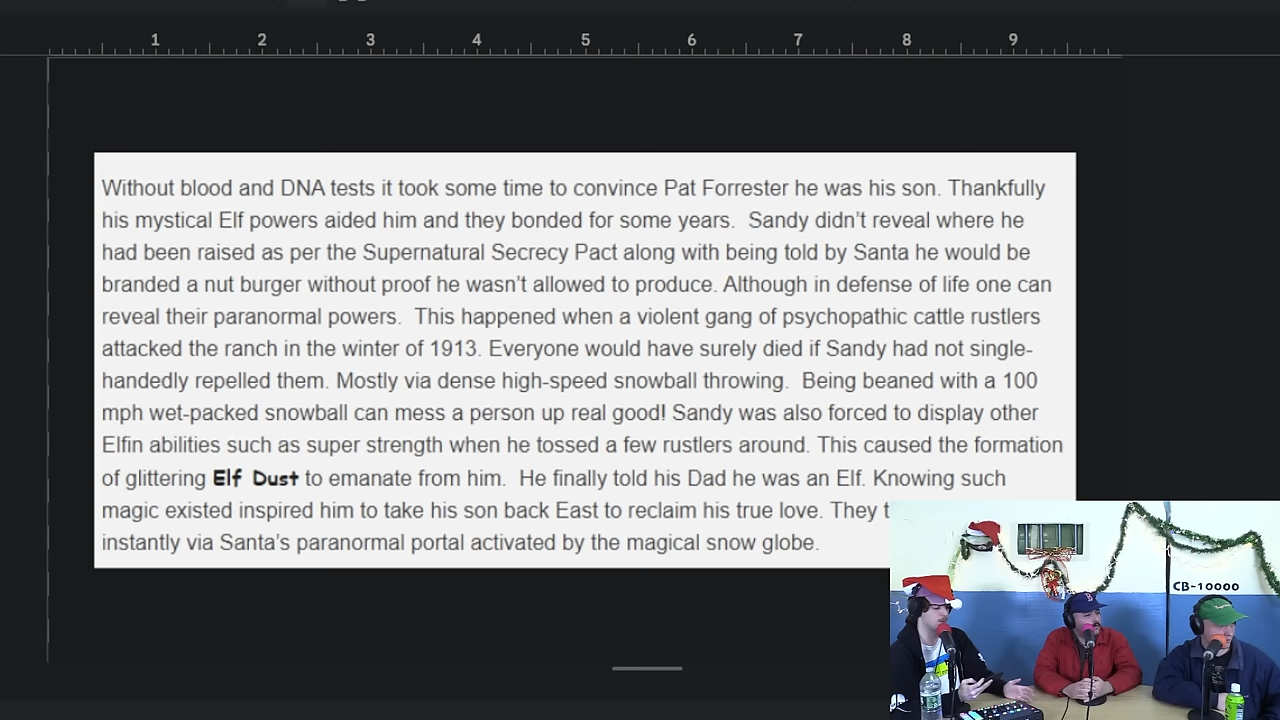 1 2 3 4 5 6 7 8 9
Without blood and DNA tests it took some time to convince Pat Forrester he was his son. Thankfully
his mystical Elf powers aided him and they bonded for some years.  Sandy didn’t reveal where he
had been raised as per the Supernatural Secrecy Pact along with being told by Santa he would be
branded a nut burger without proof he wasn’t allowed to produce. Although in defense of life one can
reveal their paranormal powers.  This happened when a violent gang of psychopathic cattle rustlers
attacked the ranch in the winter of 1913. Everyone would have surely died if Sandy had not single-
handedly repelled them. Mostly via dense high-speed snowball throwing.  Being beaned with a 100
mph wet-packed snowball can mess a person up real good! Sandy was also forced to display other
Elfin abilities such as super strength when he tossed a few rustlers around. This caused the formation
of glittering Elf Dust to emanate from him.  He finally told his Dad he was an Elf. Knowing such
magic existed inspired him to take his son back East to reclaim his true love. They
instantly via Santa’s paranormal portal activated by the magical snow globe.
CB-10000